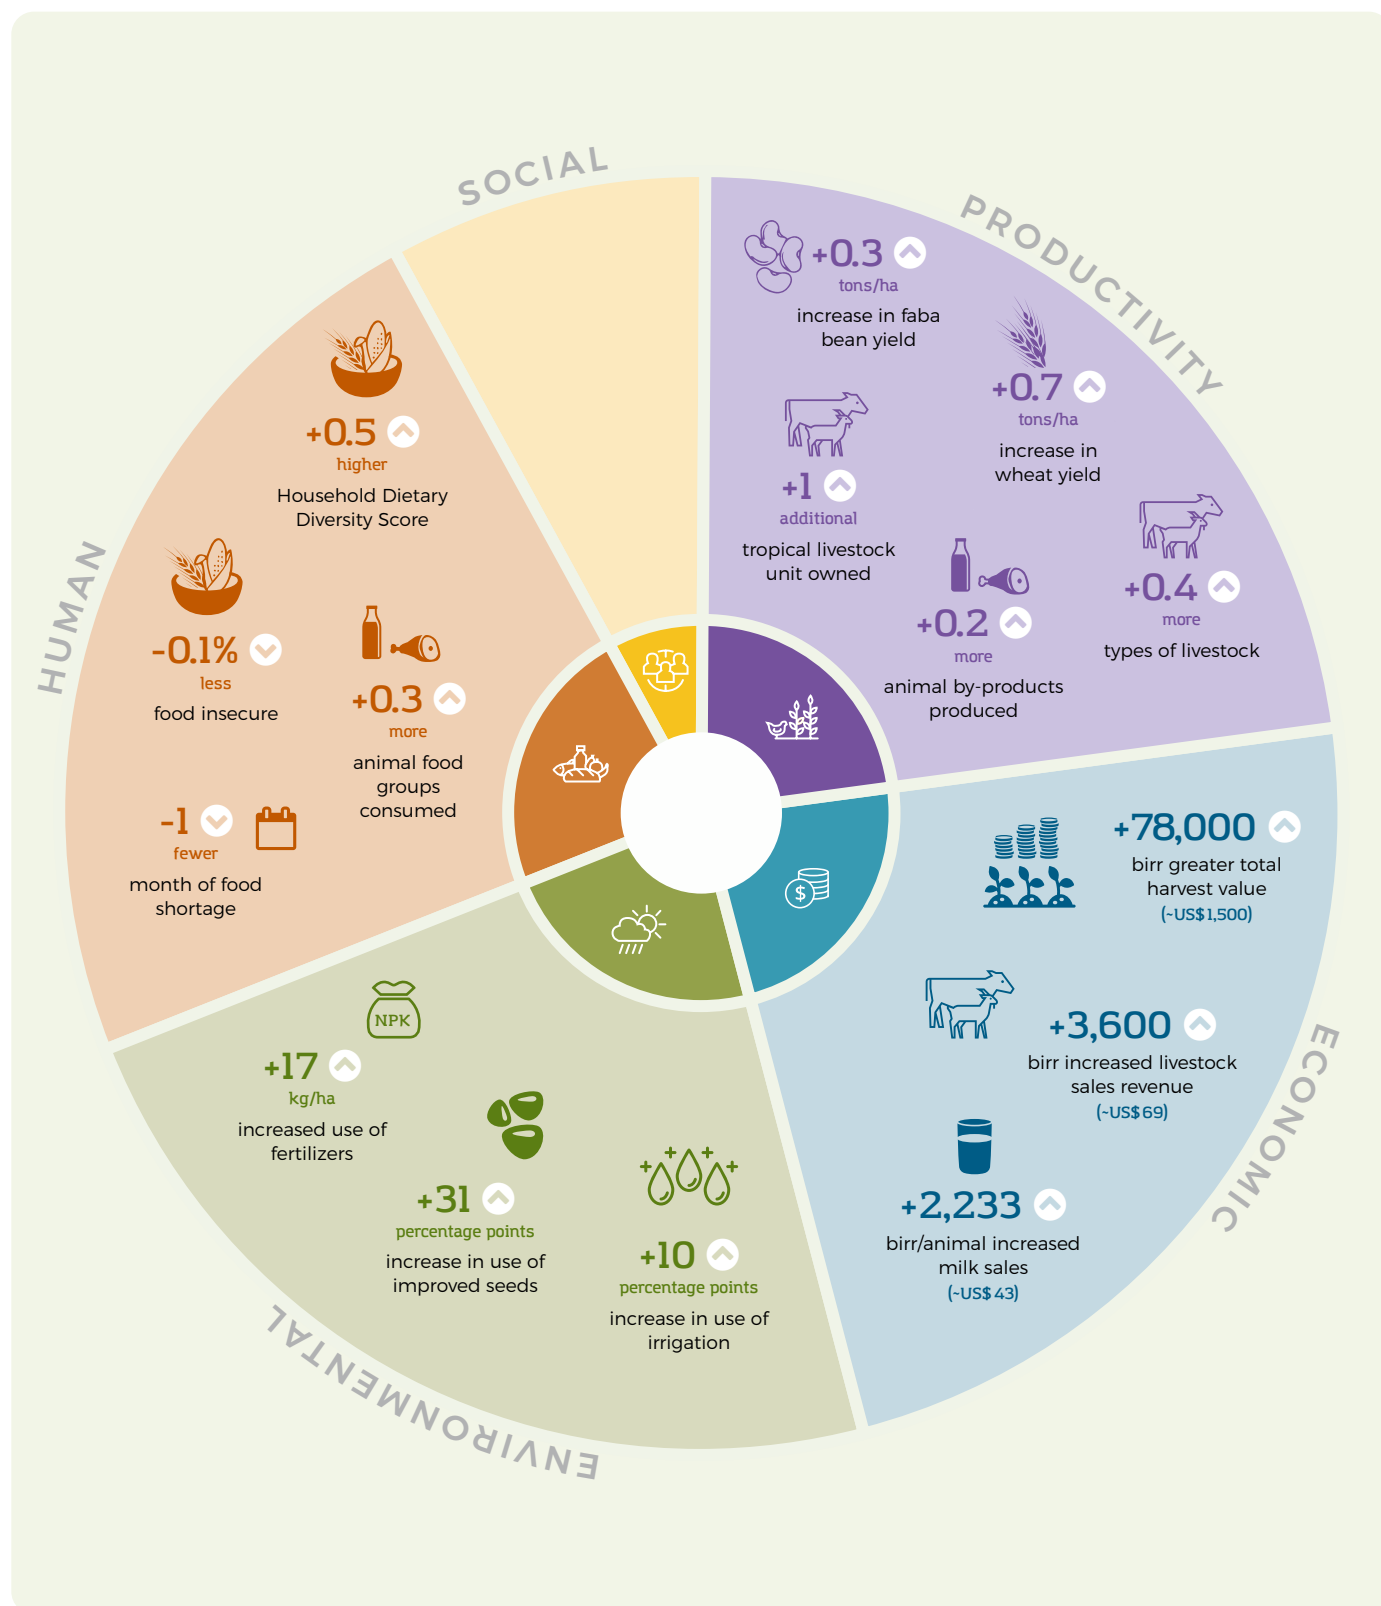 SOCIAL
PRODUCTIVITY
+0.3
tons/ha
increase in faba
bean yield
+0.7
tons/ha
increase in
wheat yield
+1
additional
tropical livestock
unit owned
+0.2
more
animal by-products
produced
+0.4
more
types of livestock
ECONOMIC
+78,000
birr greater total
harvest value
(~US$1,500)
+3,600
birr increased livestock
sales revenue
(~US$69)
+2,233
birr/animal increased
milk sales
(~US$43)
$
ENVIRONMENTAL
NPK
+17
kg/ha
increased use of
fertilizers
+31
percentage points
increase in use of
improved seeds
+10
percentage points
increase in use of
irrigation
HUMAN
+0.5
higher
Household Dietary
Diversity Score
-0.1%
less
food insecure
+0.3
more
animal food
groups
consumed
-1
fewer
month of food
shortage